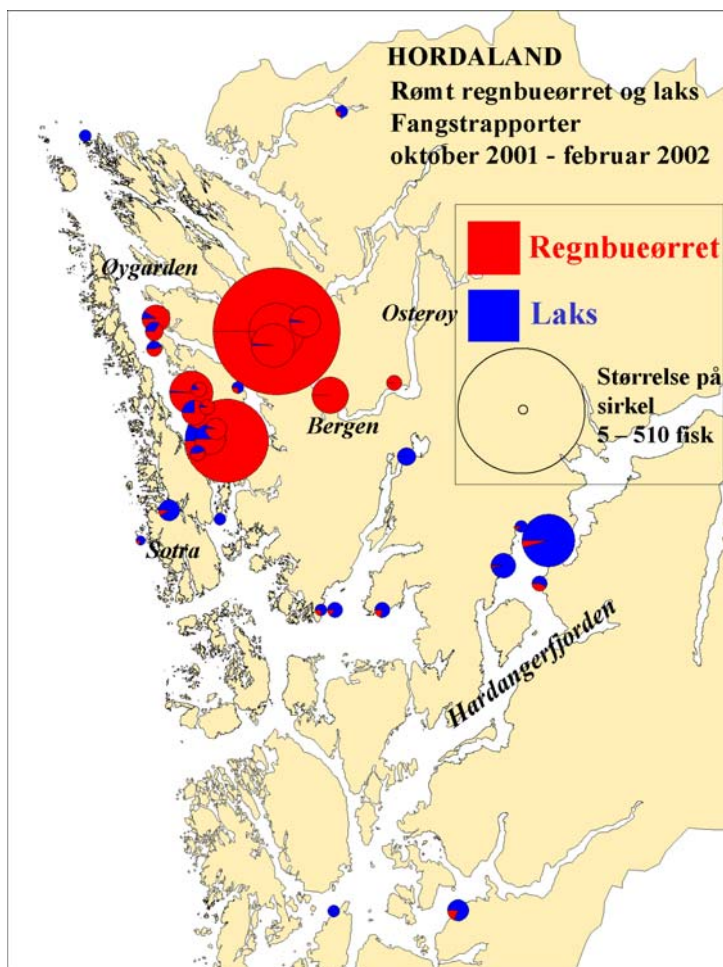 HORDALAND
Rømt regnbueørret og laks
Fangstrapporter
oktober 2001 - februar 2002
Regnbueørret
Laks
Størrelse på
sirkel
5 – 510 fisk
Øygarden
Osterøy
Bergen
Sotra
Hardangerfjorden